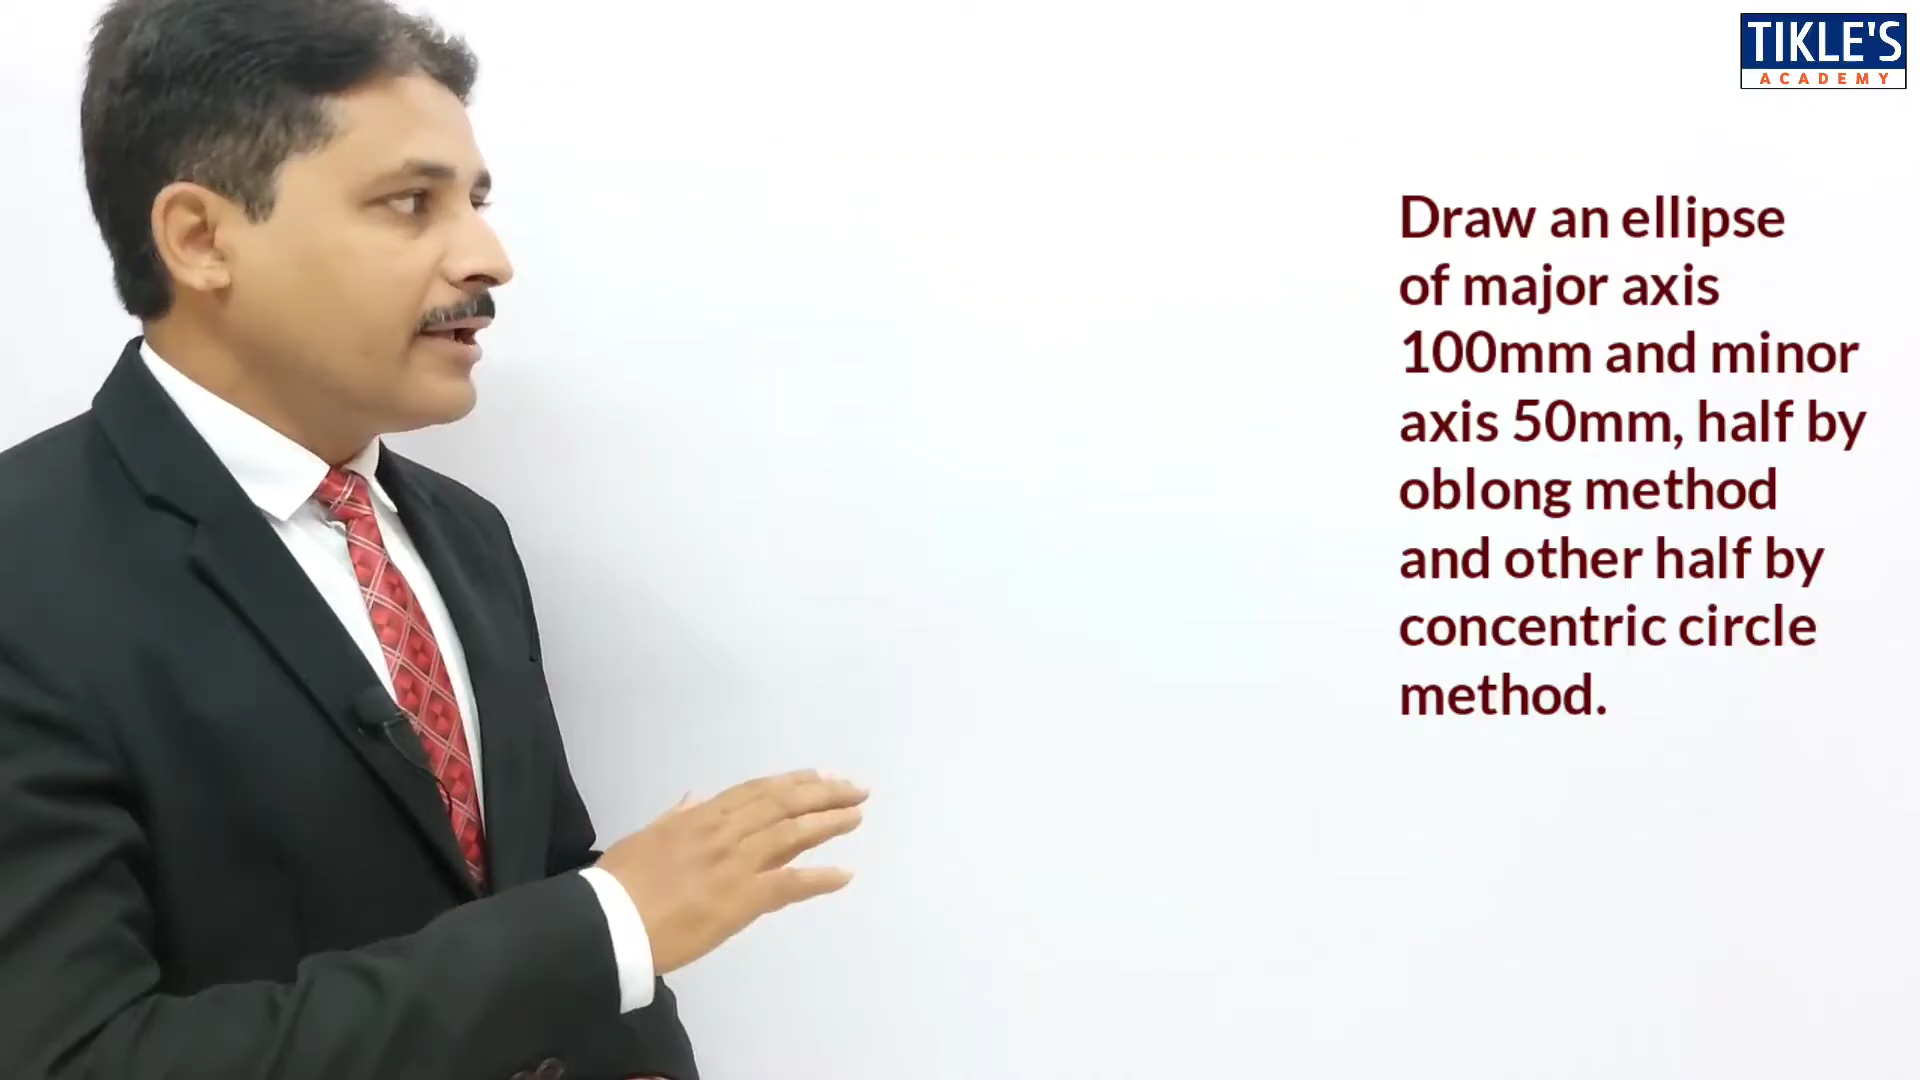 TIKLE'S
ACADEMY
Draw an ellipse
of major axis
100mm and minor
axis 50mm, half by
oblong method
and other half by
concentric circle
method.